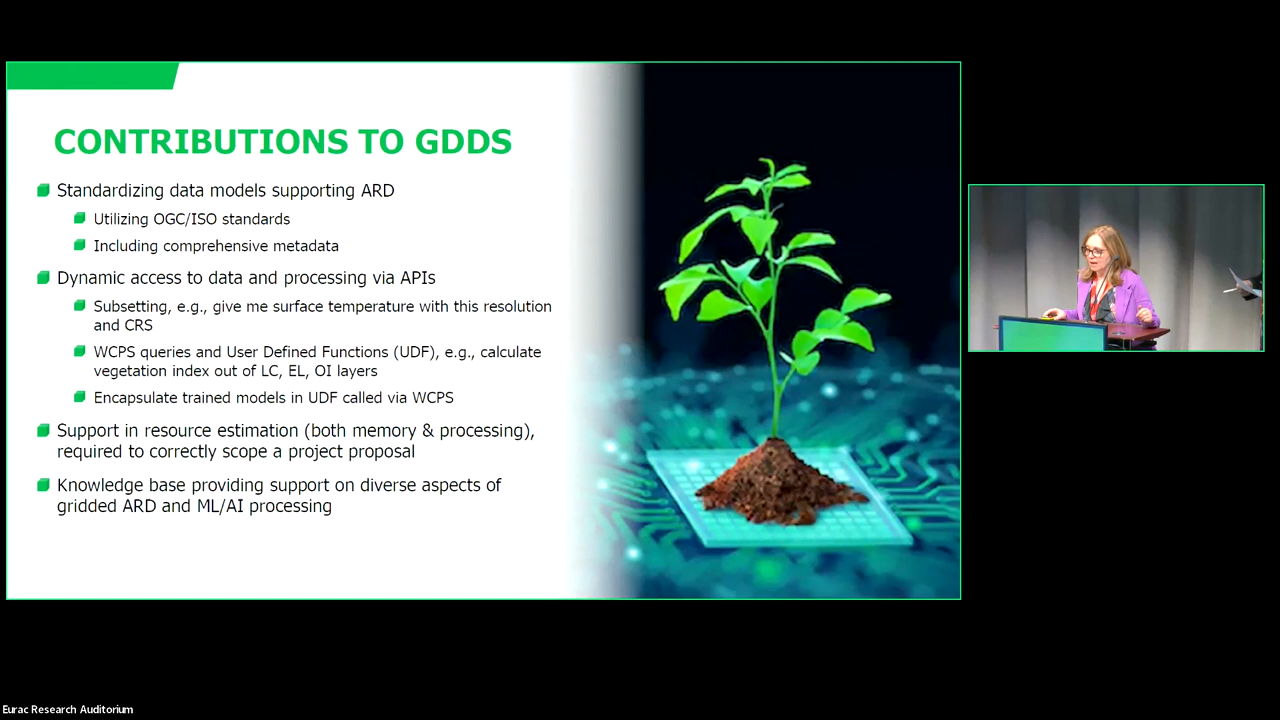 CONTRIBUTIONS TO GDDS
Standardizing data models supporting ARD
Utilizing OGC/ISO standards
Including comprehensive metadata
Dynamic access to data and processing via APIs
Subsetting, e.g., give me surface temperature with this resolution
and CRS
WCPS queries and User Defined Functions (UDF), e.g., calculate
vegetation index out of LC, EL, OI layers
Encapsulate trained models in UDF called via WCPS
Support in resource estimation (both memory & processing),
required to correctly scope a project proposal
Knowledge base providing support on diverse aspects of
gridded ARD and ML/AI processing
Eurac Research Auditorium